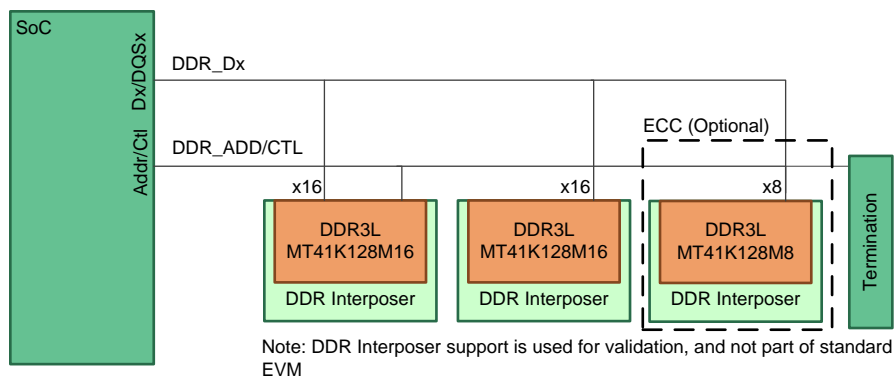 SoC
Dx/DQSx
DDR_Dx
Addr/Ctl
DDR_ADD/CTL
ECC (Optional)
x16
x16
x8
DDR3L
MT41K128M16
DDR Interposer
DDR3L
MT41K128M16
DDR Interposer
DDR3L
MT41K128M8
DDR Interposer
Termination
Note: DDR Interposer support is used for validation, and not part of standard
EVM